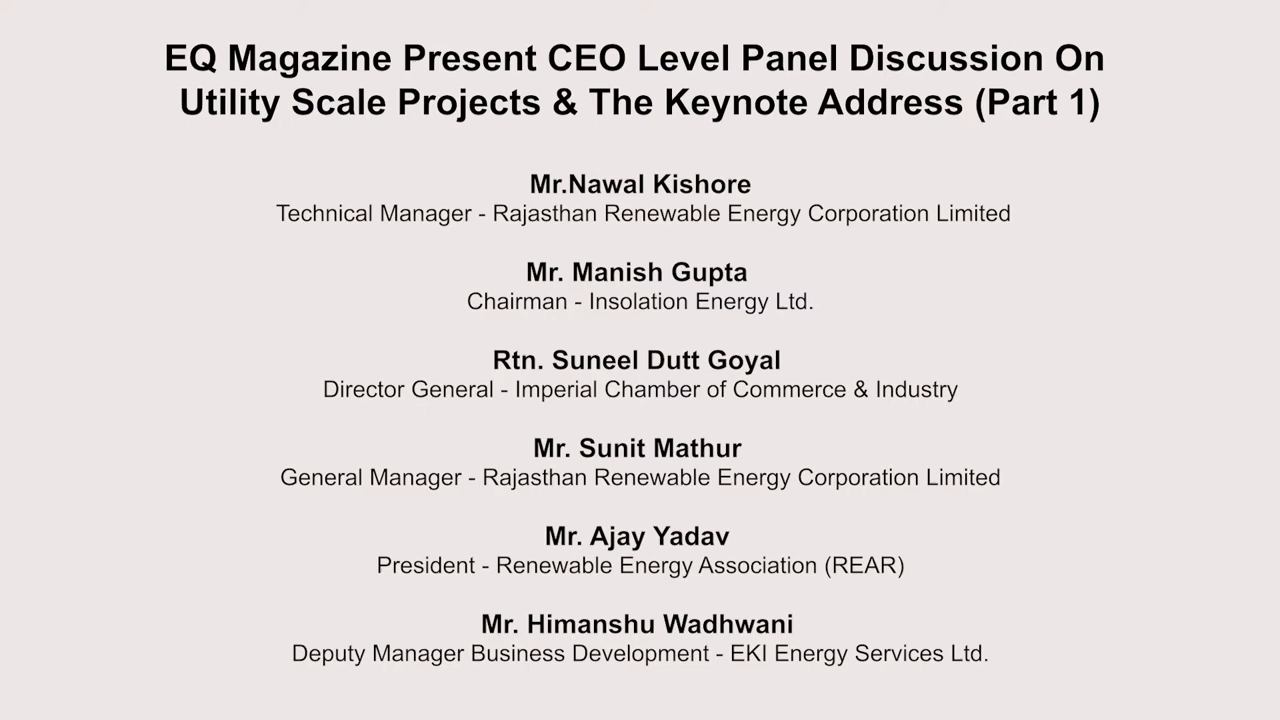 EQ Magazine Present CEO Level Panel Discussion On
Utility Scale Projects & The Keynote Address (Part 1)
Mr.Nawal Kishore
Technical Manager - Rajasthan Renewable Energy Corporation Limited
Mr. Manish Gupta
Chairman - Insolation Energy Ltd.
Rtn. Suneel Dutt Goyal
Director General - Imperial Chamber of Commerce & Industry
Mr. Sunit Mathur
General Manager - Rajasthan Renewable Energy Corporation Limited
Mr. Ajay Yadav
President - Renewable Energy Association (REAR)
Mr. Himanshu Wadhwani
Deputy Manager Business Development - EKI Energy Services Ltd.